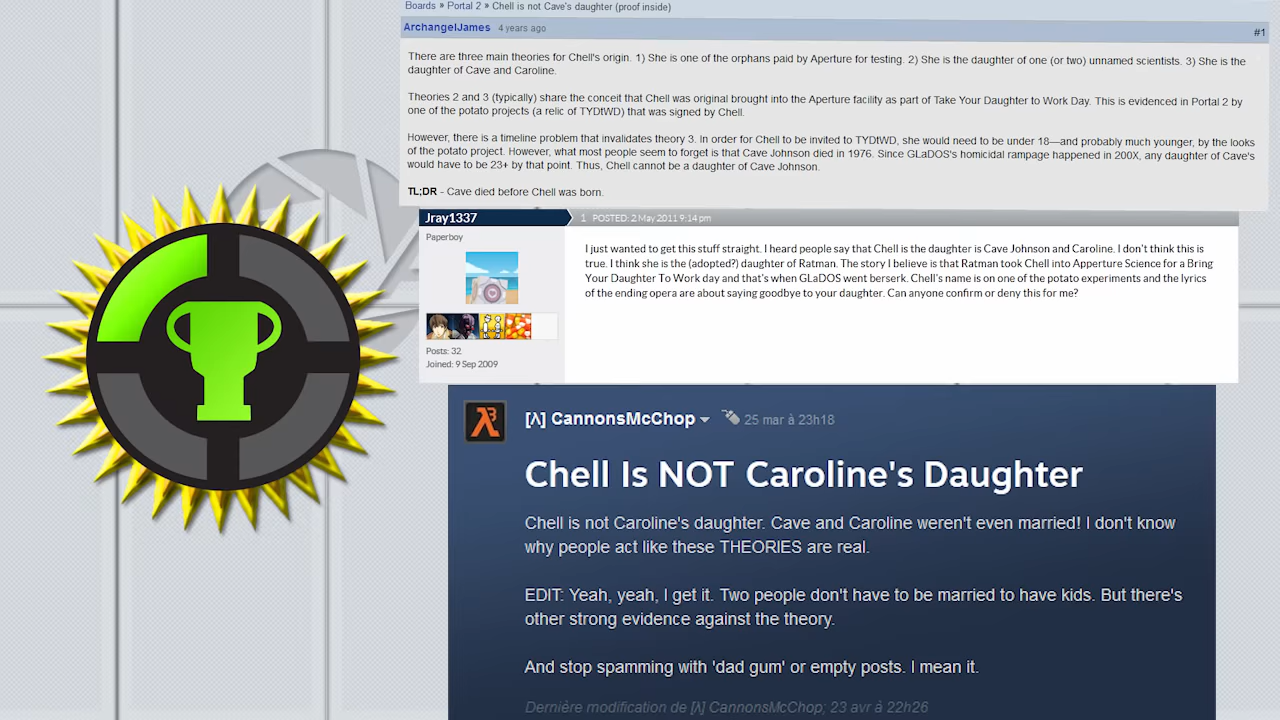 Boards » Portal 2 » Chell is not Cave's daughter (proof inside)
ArchangelJames 4 years ago #1
There are three main theories for Chell's origin. 1) She is one of the orphans paid by Aperture for testing. 2) She is the daughter of one (or two) unnamed scientists. 3) She is the
daughter of Cave and Caroline.
Theories 2 and 3 (typically) share the conceit that Chell was original brought into the Aperture facility as part of Take Your Daughter to Work Day. This is evidenced in Portal 2 by
one of the potato projects (a relic of TYDtWD) that was signed by Chell.
However, there is a timeline problem that invalidates theory 3. In order for Chell to be invited to TYDtWD, she would need to be under 18—and probably much younger, by the looks
of the potato project. However, what most people seem to forget is that Cave Johnson died in 1976. Since GLaDOS's homicidal rampage happened in 200X, any daughter of Cave's
would have to be 23+ by that point. Thus, Chell cannot be a daughter of Cave Johnson.
TL;DR - Cave died before Chell was born.
Jray1337 1 POSTED: 2 May 2011 9:14 pm
Paperboy
I just wanted to get this stuff straight. I heard people say that Chell is the daughter is Cave Johnson and Caroline. I don't think this is
true. I think she is the (adopted?) daughter of Ratman. The story I believe is that Ratman took Chell into Apperture Science for a Bring
Your Daughter To Work day and that's when GLaDOS went berserk. Chell's name is on one of the potato experiments and the lyrics
of the ending opera are about saying goodbye to your daughter. Can anyone confirm or deny this for me?
Posts: 32
Joined: 9 Sep 2009
[λ] CannonsMcChop 25 mar à 23h18
Chell Is NOT Caroline's Daughter
Chell is not Caroline's daughter. Cave and Caroline weren't even married! I don't know
why people act like these THEORIES are real.
EDIT: Yeah, yeah, I get it. Two people don't have to be married to have kids. But there's
other strong evidence against the theory.
And stop spamming with 'dad gum' or empty posts. I mean it.
Dernière modification de [λ] CannonsMcChop; 23 avr à 22h26